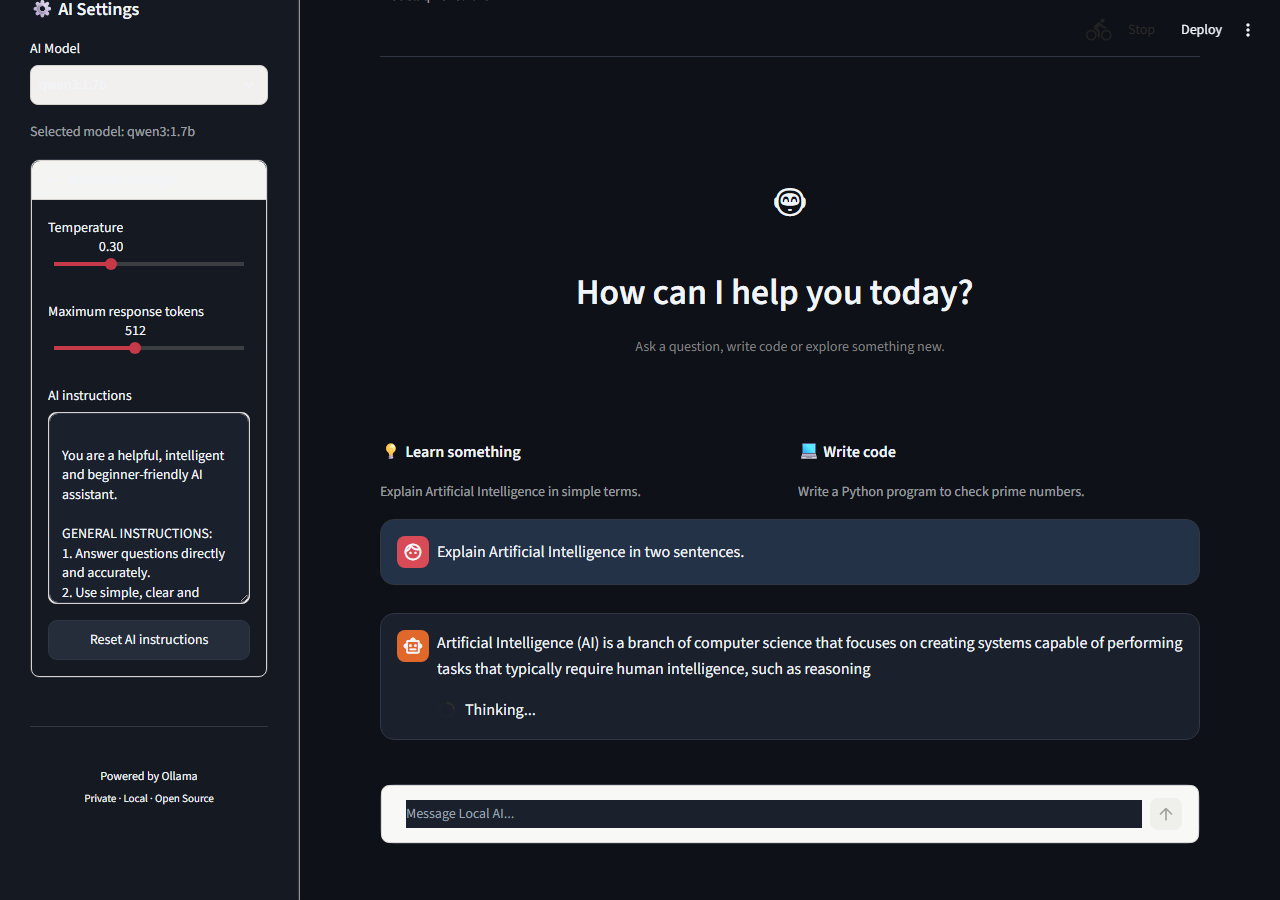 AI Settings
AI Model
Selected model: qwen3:1.7b
Temperature
0.30
Maximum response tokens
512
AI instructions
You are a helpful, intelligent
and beginner-friendly AI
assistant.
GENERAL INSTRUCTIONS:
1. Answer questions directly
and accurately.
2. Use simple, clear and
Reset AI instructions
Powered by Ollama
Private · Local · Open Source
Stop
Deploy
How can I help you today?
Ask a question, write code or explore something new.
Learn something
Explain Artificial Intelligence in simple terms.
Write code
Write a Python program to check prime numbers.
Explain Artificial Intelligence in two sentences.
Artificial Intelligence (AI) is a branch of computer science that focuses on creating systems capable of performing
tasks that typically require human intelligence, such as reasoning
Thinking...
Message Local AI...